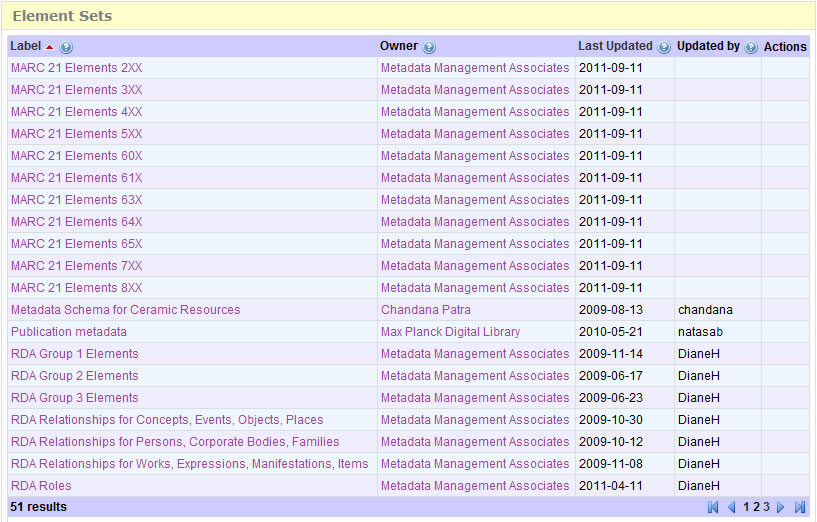 Element Sets
Label Owner Last Updated Updated by Actions
MARC 21 Elements 2XX Metadata Management Associates 2011-09-11
MARC 21 Elements 3XX Metadata Management Associates 2011-09-11
MARC 21 Elements 4XX Metadata Management Associates 2011-09-11
MARC 21 Elements 5XX Metadata Management Associates 2011-09-11
MARC 21 Elements 60X Metadata Management Associates 2011-09-11
MARC 21 Elements 61X Metadata Management Associates 2011-09-11
MARC 21 Elements 63X Metadata Management Associates 2011-09-11
MARC 21 Elements 64X Metadata Management Associates 2011-09-11
MARC 21 Elements 65X Metadata Management Associates 2011-09-11
MARC 21 Elements 7XX Metadata Management Associates 2011-09-11
MARC 21 Elements 8XX Metadata Management Associates 2011-09-11
Metadata Schema for Ceramic Resources Chandana Patra 2009-08-13 chandana
Publication metadata Max Planck Digital Library 2010-05-21 natasab
RDA Group 1 Elements Metadata Management Associates 2009-11-14 DianeH
RDA Group 2 Elements Metadata Management Associates 2009-06-17 DianeH
RDA Group 3 Elements Metadata Management Associates 2009-06-23 DianeH
RDA Relationships for Concepts, Events, Objects, Places Metadata Management Associates 2009-10-30 DianeH
RDA Relationships for Persons, Corporate Bodies, Families Metadata Management Associates 2009-10-12 DianeH
RDA Relationships for Works, Expressions, Manifestations, Items Metadata Management Associates 2009-11-08 DianeH
RDA Roles Metadata Management Associates 2011-04-11 DianeH
51 results 1 2 3